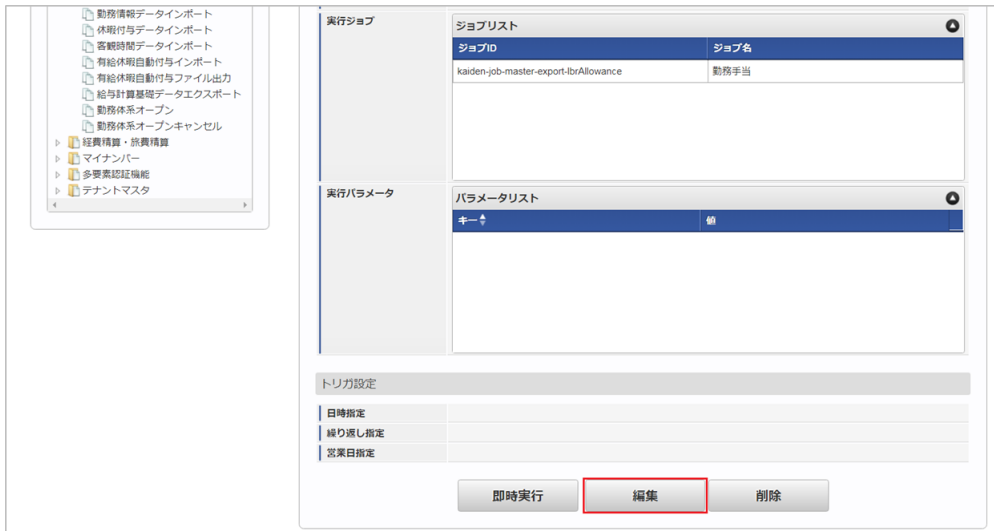 勤務情報データインポート
休暇付与データインポート
客観時間データインポート
有給休暇自動付与インポート
有給休暇自動付与ファイル出力
給与計算基礎データエクスポート
勤務体系オープン
勤務体系オープンキャンセル
経費精算・旅費精算
マイナンバー
多要素認証機能
テナントマスタ
実行ジョブ
ジョブリスト
ジョブID ジョブ名
kaiden-job-master-export-lbrAllowance 勤務手当
実行パラメータ
パラメータリスト
キー 値
トリガ設定
日時指定
繰り返し指定
営業日指定
即時実行 編集 削除